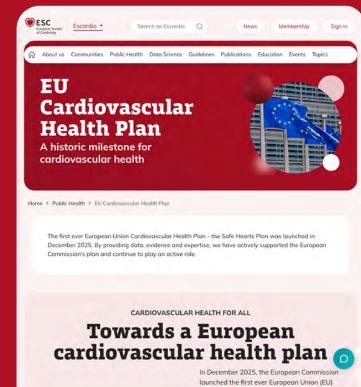 ESC
European Society
of Cardiology
Escardio
Search on Escardio
News
Membership
Sign in
About us
Communities
Public Health
Data Science
Guidelines
Publications
Education
Events
Topics
EU
Cardiovascular
Health Plan
A historic milestone for
cardiovascular health
Home > Public Health > EU Cardiovascular Health Plan
The first ever European Union Cardiovascular Health Plan - the Safe Hearts Plan was launched in
December 2025. By providing data, evidence and expertise, we have actively supported the European
Commission's plan and continue to play an active role.
CARDIOVASCULAR HEALTH FOR ALL
Towards a European
cardiovascular health plan
In December 2025, the European Commission
launched the first ever European Union (EU)